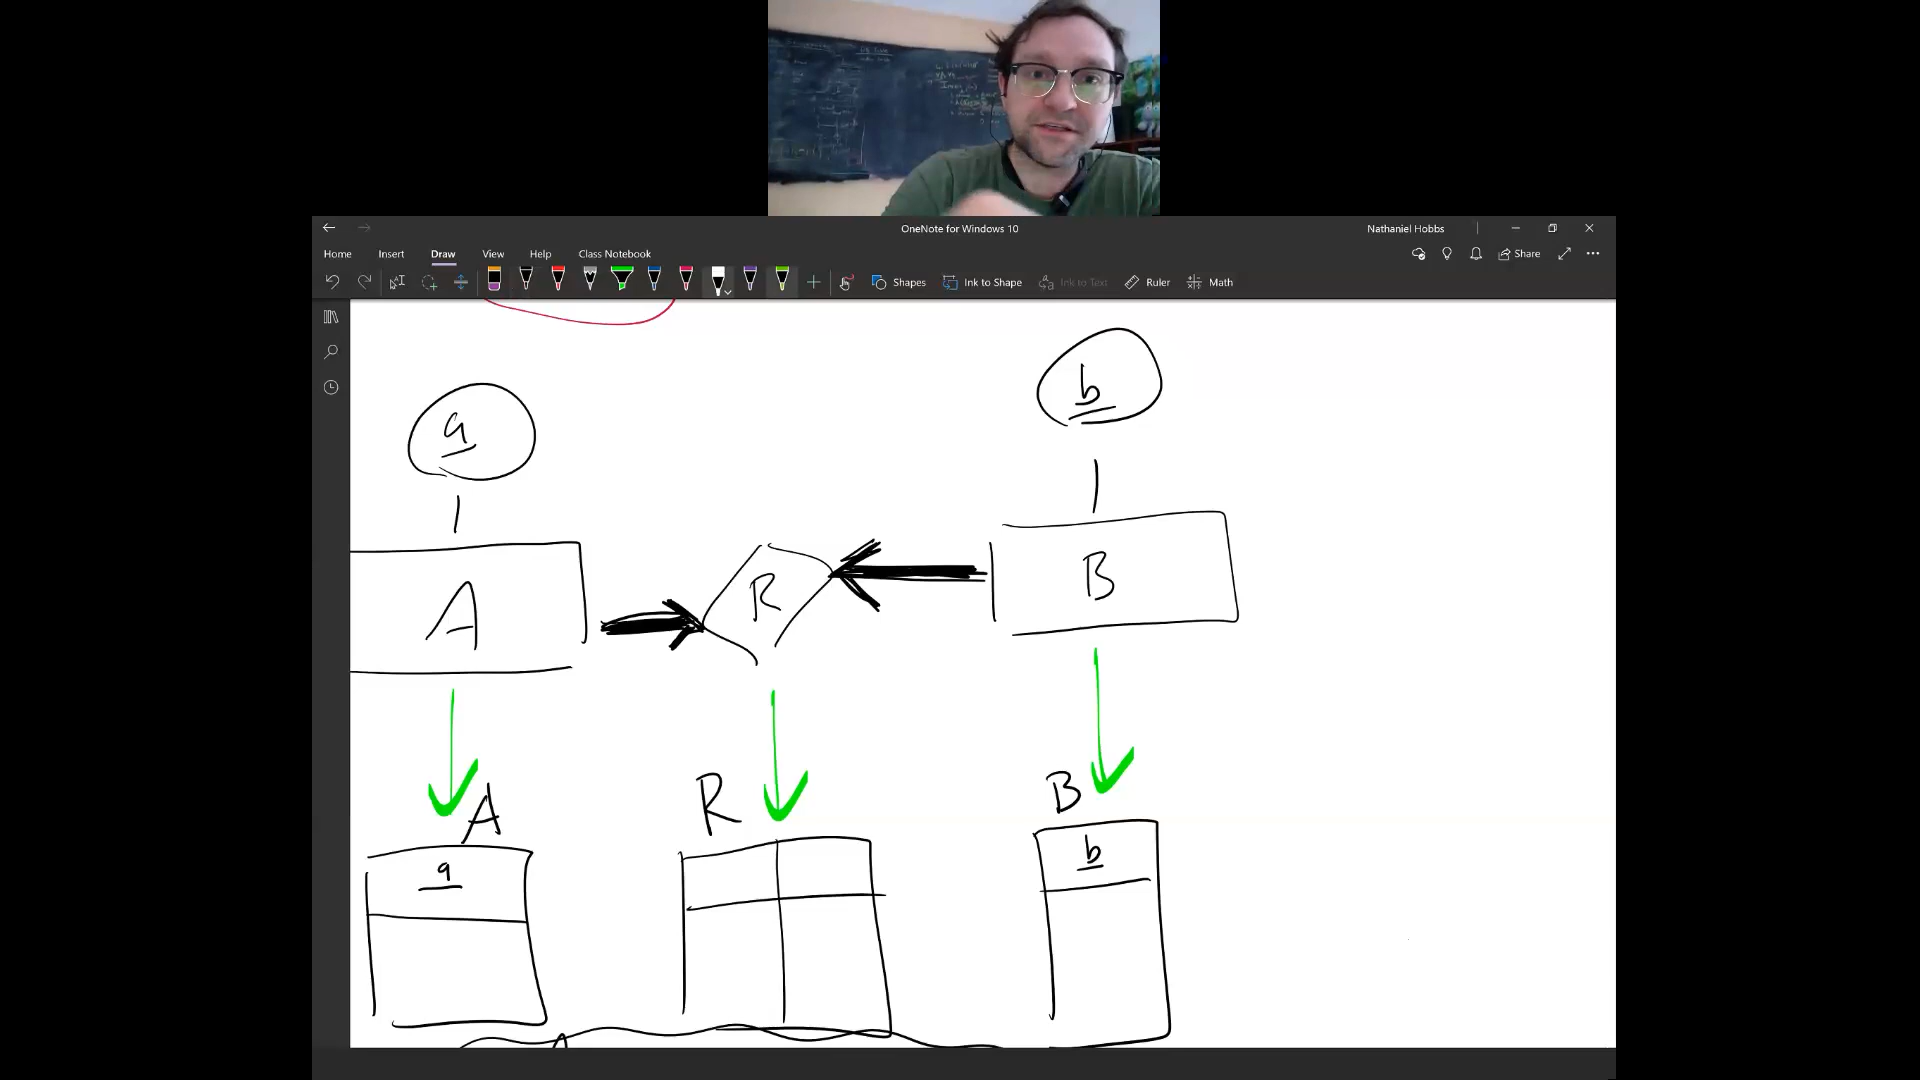 OneNote for Windows 10
Nathaniel Hobbs
Home Insert Draw View Help Class Notebook
Share
Shapes Ink to Shape Ink to Text Ruler Math
b
a
B
R
A
R
B
A
b
a